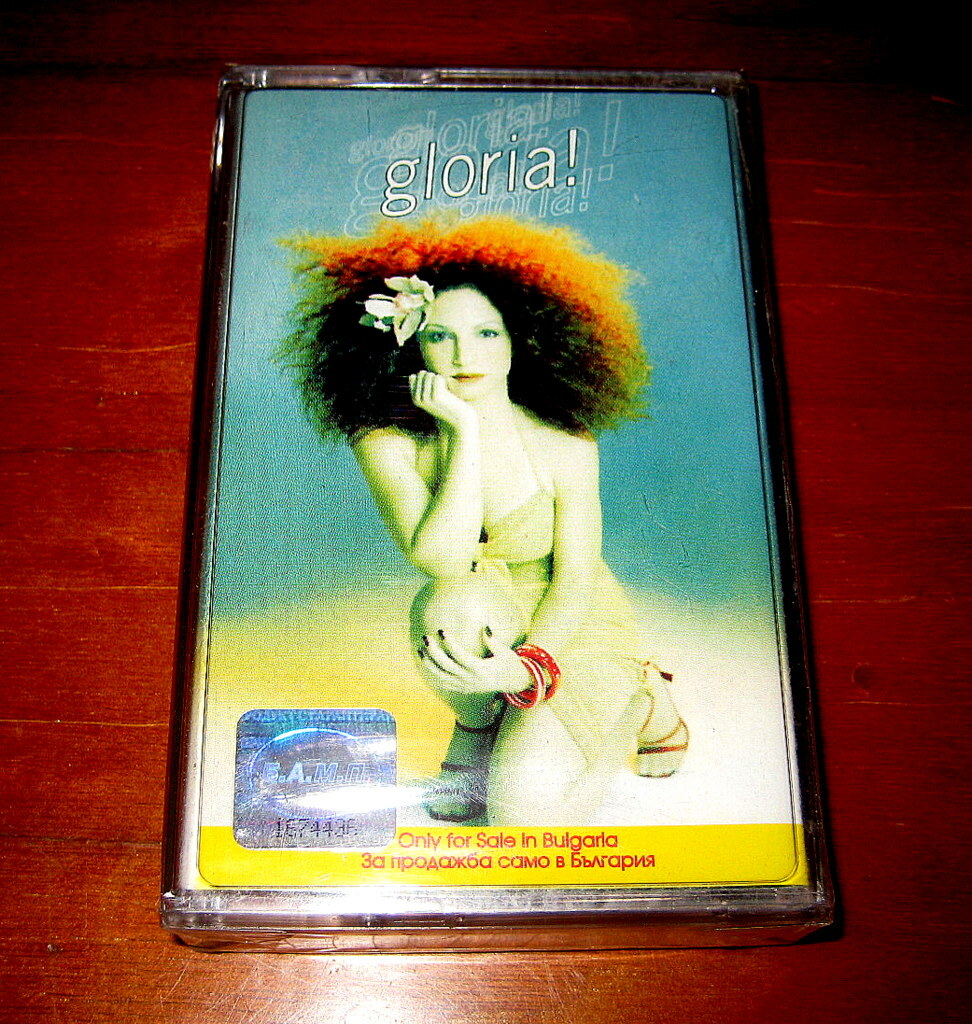 gloria!
Б.А.М.П.
Only for Sale in Bulgaria
За продажба само в България